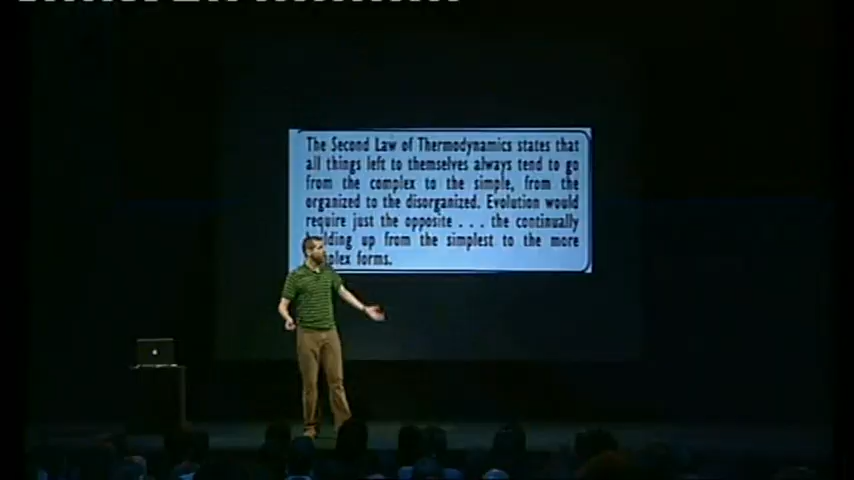 The Second Law of Thermodynamics states that
all things left to themselves always tend to go
from the complex to the simple, from the
organized to the disorganized. Evolution would
require just the opposite . . . the continually
up from the simplest to the more
forms.